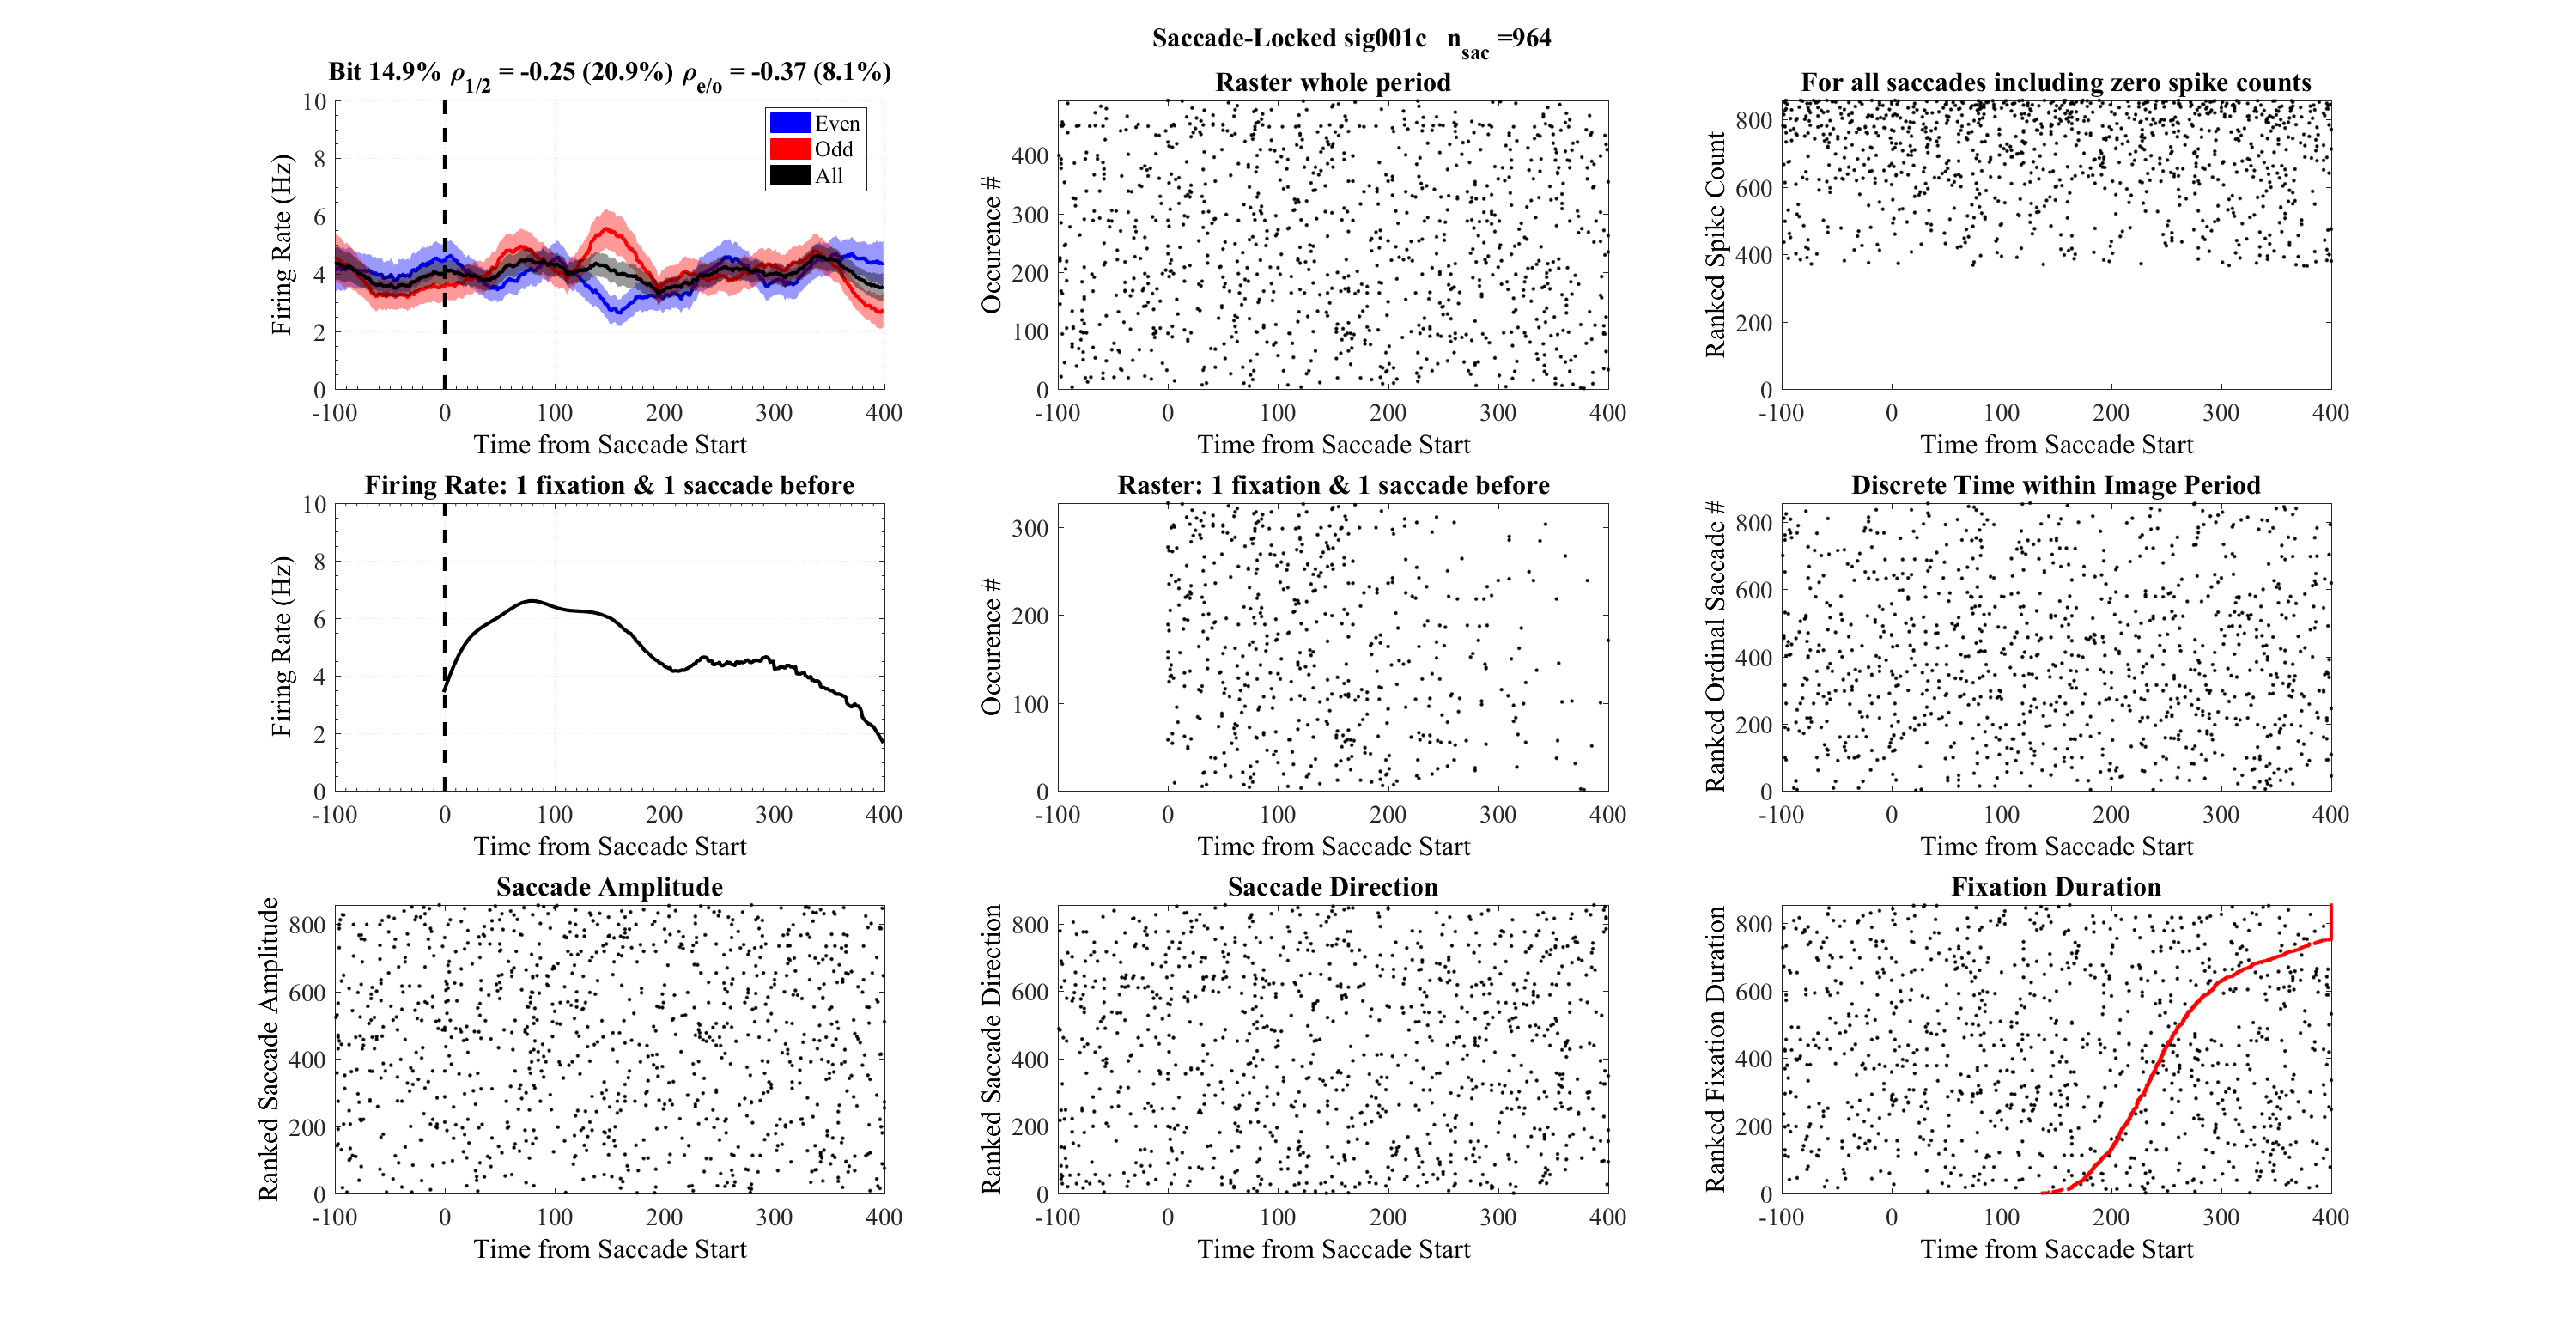 Saccade-Locked sig001c n_sac =964
Bit 14.9% ρ_1/2 = -0.25 (20.9%) ρ_e/o = -0.37 (8.1%)
10
8
6
4
2
0
Firing Rate (Hz)
Even
Odd
All
-100 0 100 200 300 400
Time from Saccade Start
Raster whole period
400
300
200
100
0
Occurence #
-100 0 100 200 300 400
Time from Saccade Start
For all saccades including zero spike counts
800
600
400
200
0
Ranked Spike Count
-100 0 100 200 300 400
Time from Saccade Start
Firing Rate: 1 fixation & 1 saccade before
10
8
6
4
2
0
Firing Rate (Hz)
-100 0 100 200 300 400
Time from Saccade Start
Raster: 1 fixation & 1 saccade before
300
200
100
0
Occurence #
-100 0 100 200 300 400
Time from Saccade Start
Discrete Time within Image Period
800
600
400
200
0
Ranked Ordinal Saccade #
-100 0 100 200 300 400
Time from Saccade Start
Saccade Amplitude
800
600
400
200
0
Ranked Saccade Amplitude
-100 0 100 200 300 400
Time from Saccade Start
Saccade Direction
800
600
400
200
0
Ranked Saccade Direction
-100 0 100 200 300 400
Time from Saccade Start
Fixation Duration
800
600
400
200
0
Ranked Fixation Duration
-100 0 100 200 300 400
Time from Saccade Start